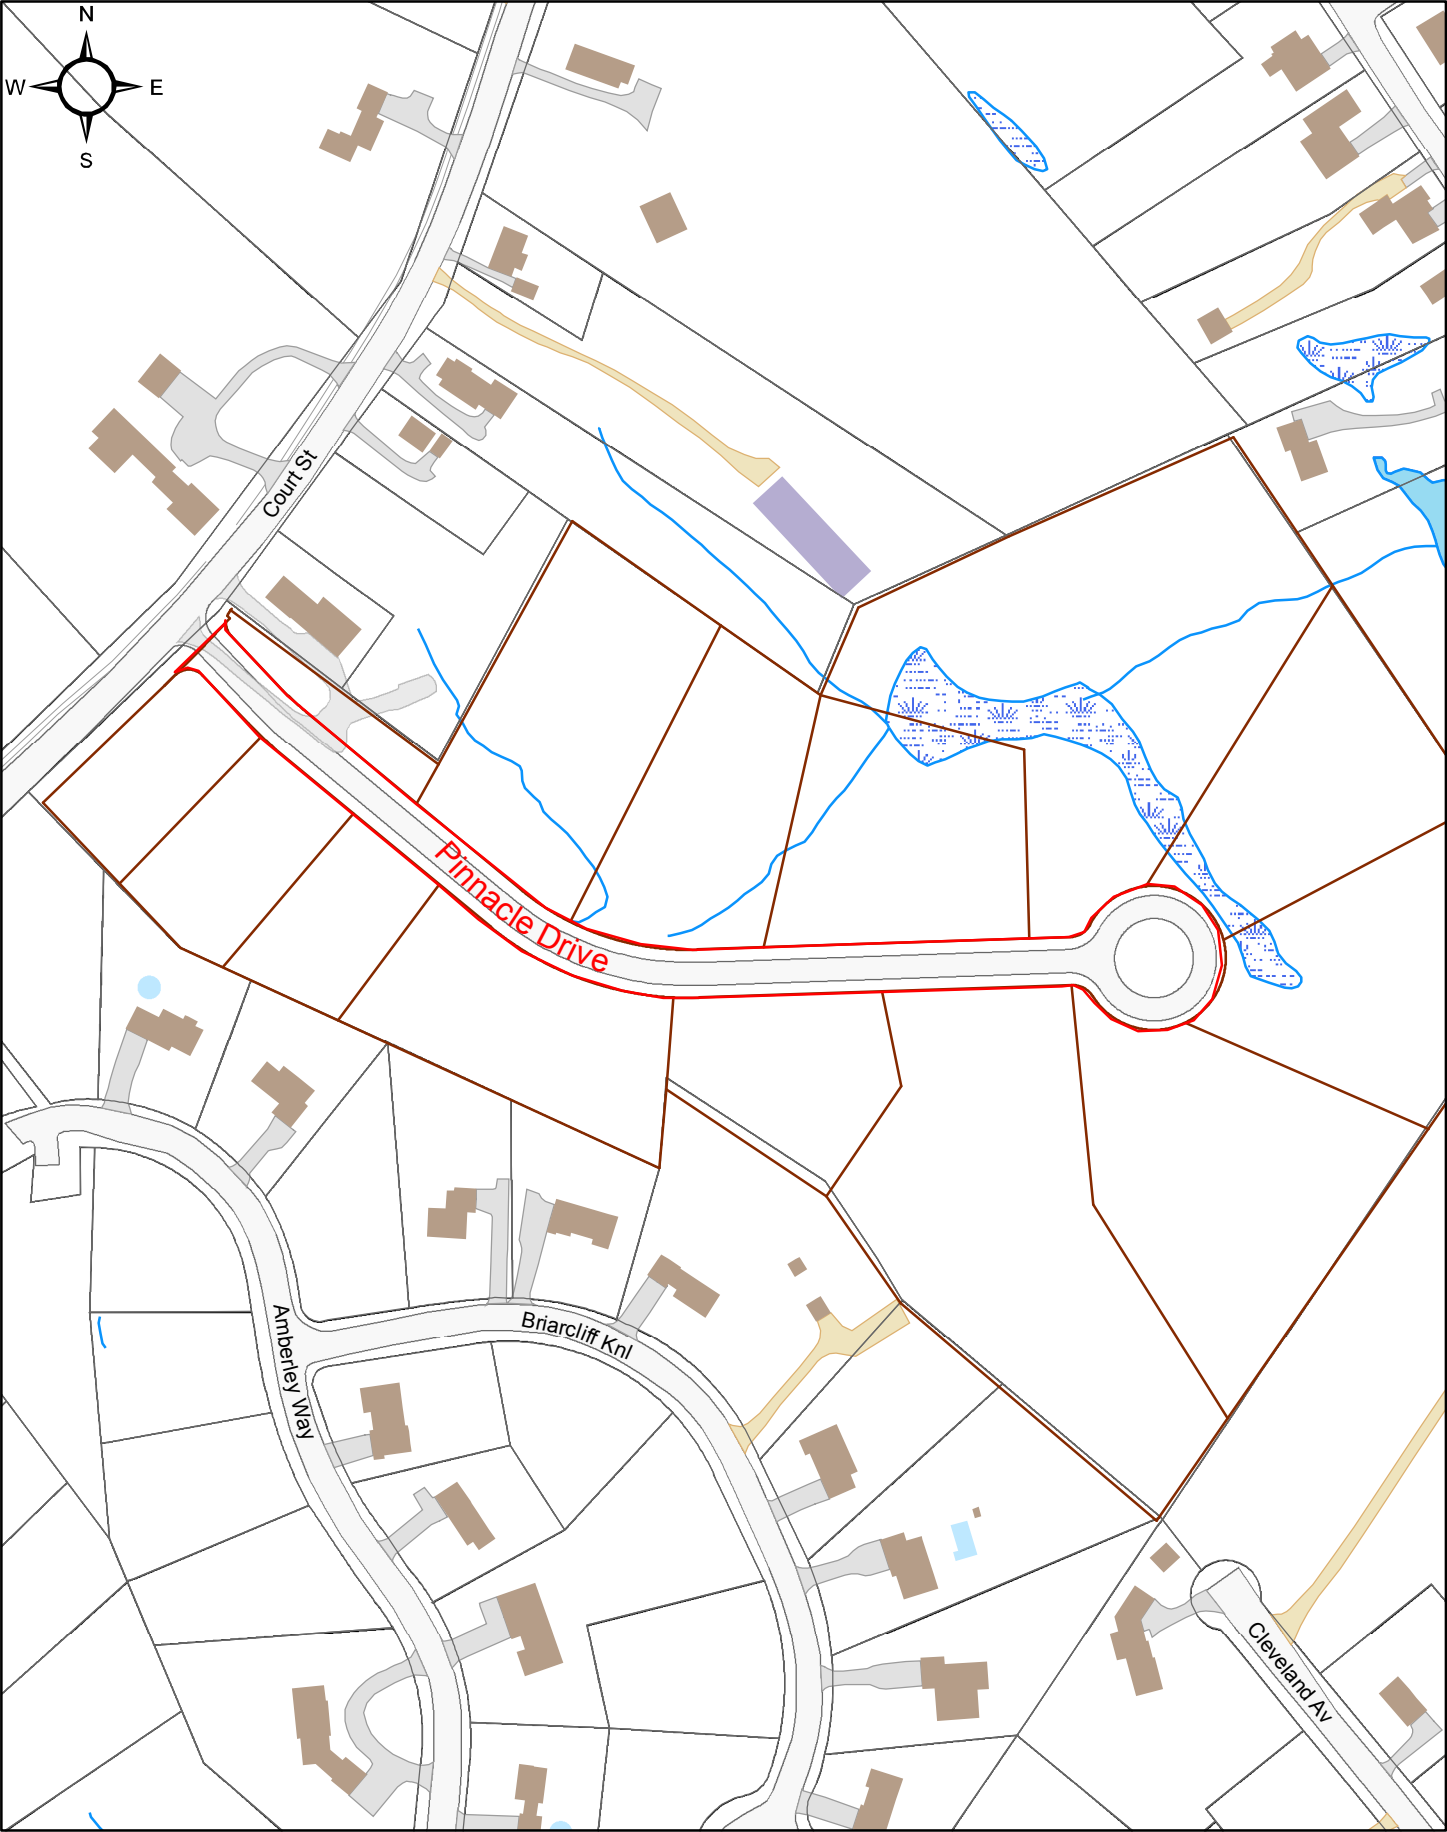 N
W E
S
Court St
Pinnacle Drive
Amberley Way
Briarcliff Knl
Cleveland Av